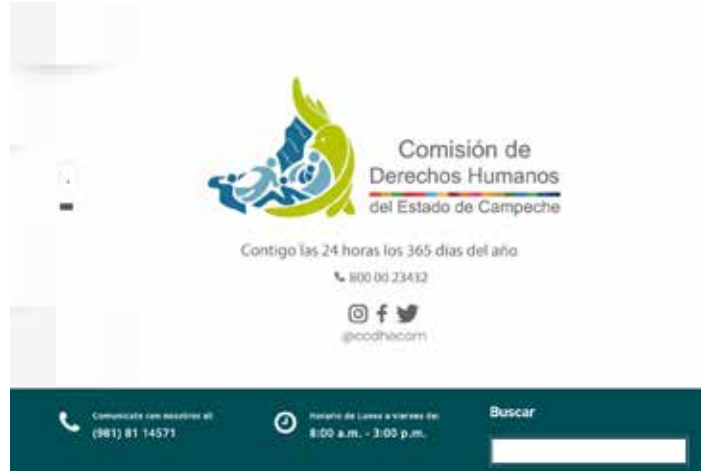 Comisión de
Derechos Humanos
del Estado de Campeche
Contigo las 24 horas los 365 días del año
800 00 23432
@codhecam
Comunícate con nosotros al:
(981) 81 14571
Horario de Lunes a viernes de:
8:00 a.m. - 3:00 p.m.
Buscar